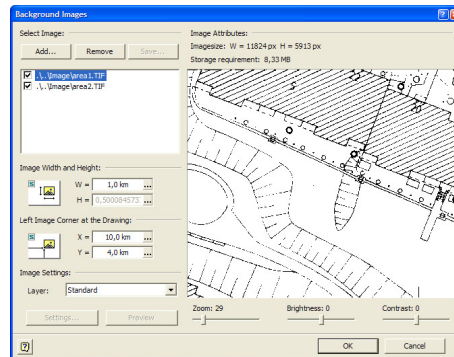 Background Images
Select Image:
Add...
Remove
Save...
.\..\Image\area1.TIF
.\..\Image\area2.TIF
Image Attributes:
Imagesize: W = 11824 px H = 5913 px
Storage requirement: 8,33 MB
Image Width and Height:
W = 1,0 km ...
H = 0,500084573 ...
Left Image Corner at the Drawing:
X = 10,0 km ...
Y = 4,0 km ...
Image Settings:
Layer: Standard
Settings...
Preview
Zoom: 29
Brightness: 0
Contrast: 0
OK
Cancel